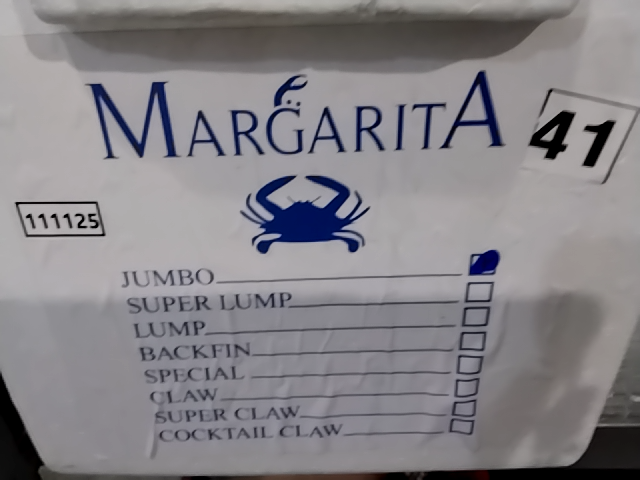 MARGARITA
41
111125
JUMBO
SUPER LUMP
LUMP
BACKFIN
SPECIAL
CLAW
SUPER CLAW
COCKTAIL CLAW